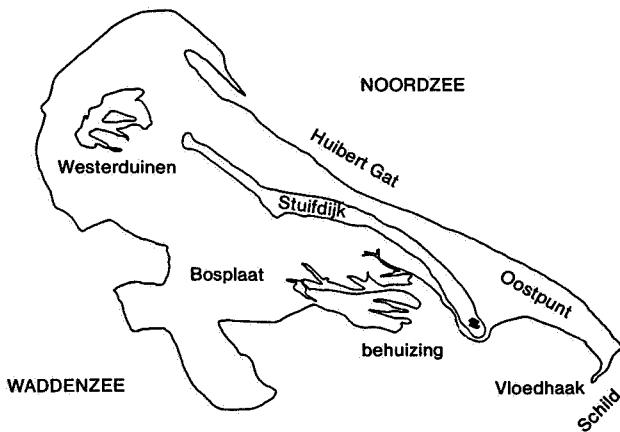 NOORDZEE
Huibert Gat
Westerduinen
Stuifdijk
Bosplaat
Oostpunt
behuizing
WADDENZEE
Vloedhaak
Schild